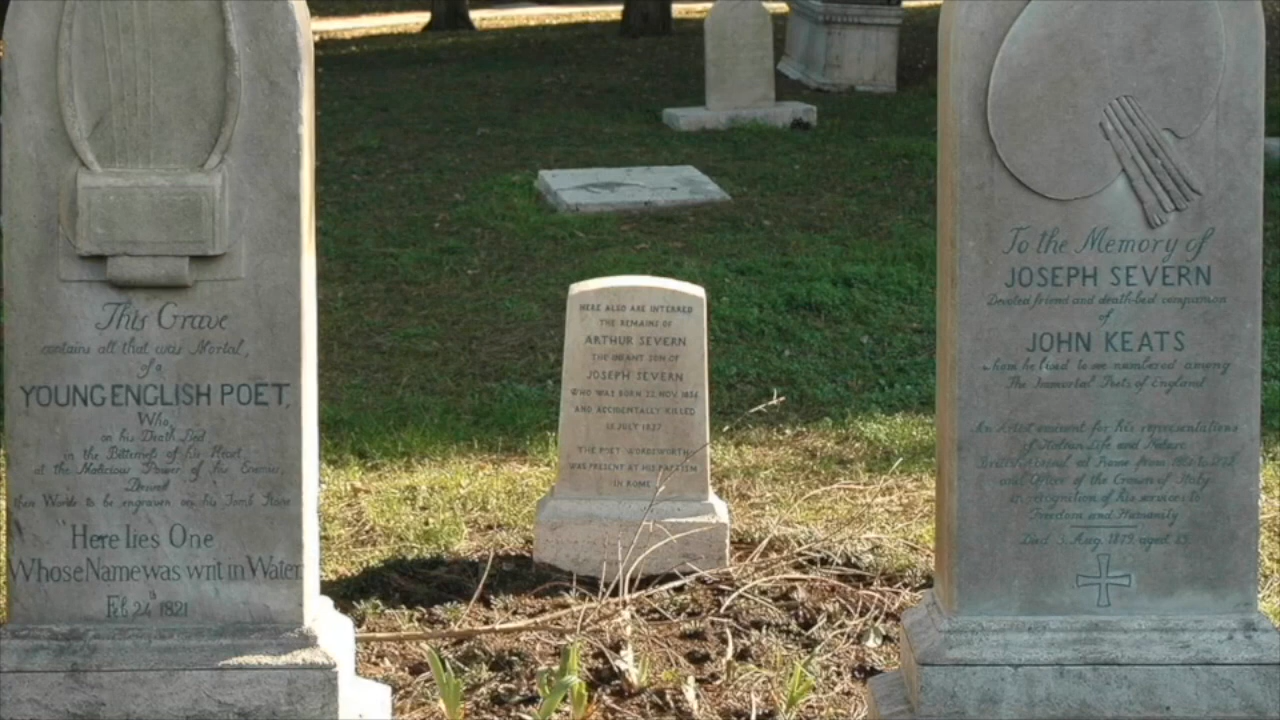 This Grave
contains all that was Mortal,
of a
YOUNG ENGLISH POET,
Who,
on his Death Bed
in the Bitterness of his Heart
at the Malicious Power of his Enemies,
Desired
these Words to be engraven on his Tomb Stone
"Here lies One
Whose Name was writ in Water
Feb 24th 1821
HERE ALSO ARE INTERRED
THE REMAINS OF
ARTHUR SEVERN
THE INFANT SON OF
JOSEPH SEVERN
WHO WAS BORN 22 NOV. 1836
AND ACCIDENTALLY KILLED
15 JULY 1837
THE POET WORDSWORTH
WAS PRESENT AT HIS BAPTISM
IN ROME
To the Memory of
JOSEPH SEVERN
Devoted friend and death-bed companion
of
JOHN KEATS
whom he lived to see numbered among
The Immortal Poets of England
An Artist eminent for his representations
of Italian Life and Nature
British Consul at Rome from 1861 to 1872
and Officer of the Crown of Italy
in recognition of his services to
Freedom and Humanity
Died 3 Aug. 1879, aged 85